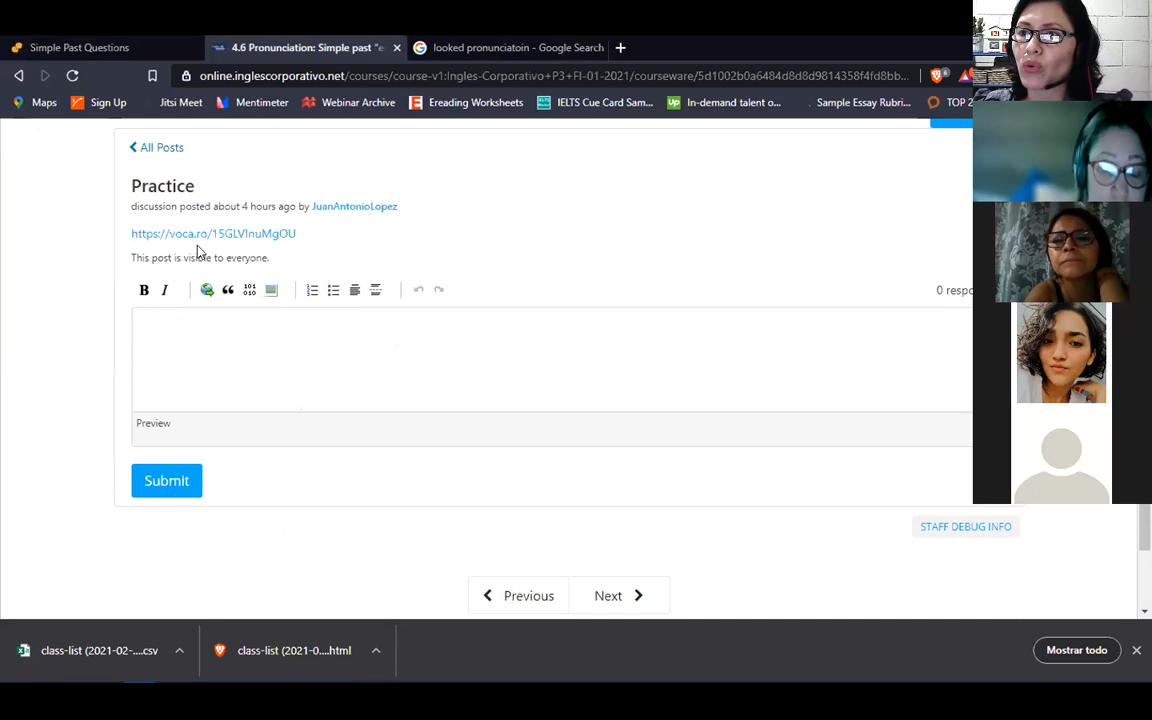 Simple Past Questions
4.6 Pronunciation: Simple past "e
looked pronunciatoin - Google Search
online.inglescorporativo.net/courses/course-v1:Ingles-Corporativo+P3+FI-01-2021/courseware/5d1002b0a6484d8d8d9814358f4fd8bb...
Maps
Sign Up
Jitsi Meet
Mentimeter
Webinar Archive
Ereading Worksheets
IELTS Cue Card Sam...
In-demand talent o...
Sample Essay Rubri...
TOP 2
All Posts
Practice
discussion posted about 4 hours ago by JuanAntonioLopez
https://voca.ro/15GLVInuMgOU
This post is visible to everyone.
0 respo
Preview
Submit
STAFF DEBUG INFO
Previous
Next
class-list (2021-02-....csv
class-list (2021-0....html
Mostrar todo